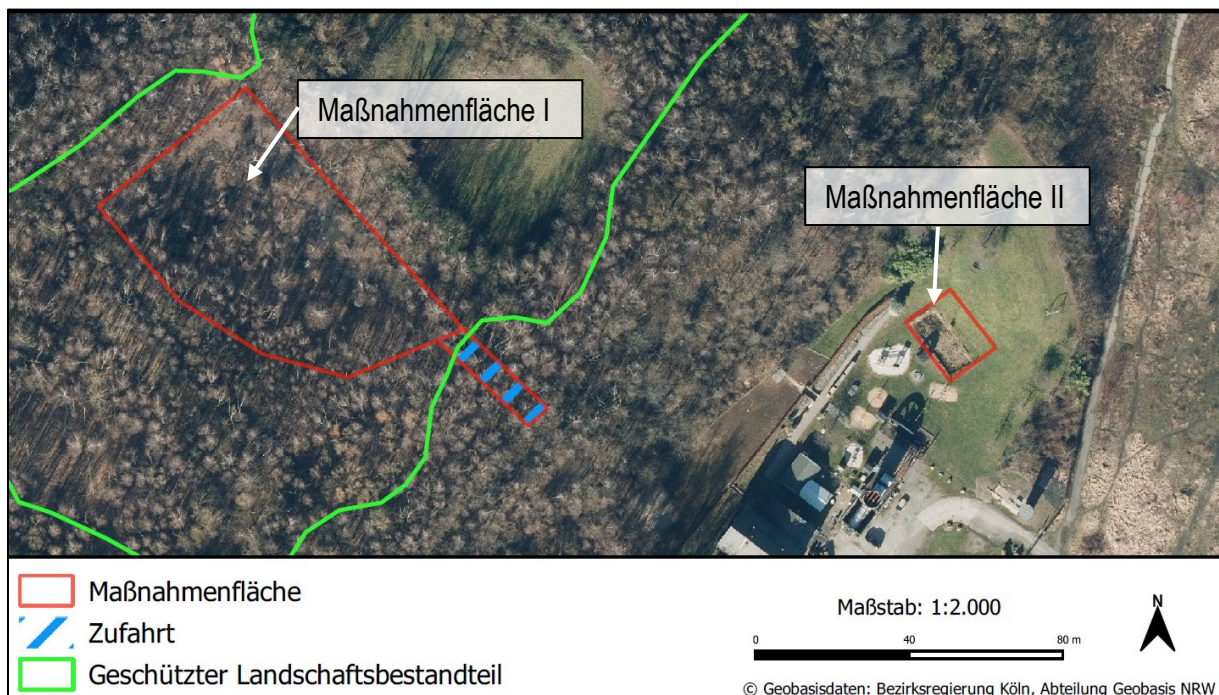 Maßnahmenfläche I
Maßnahmenfläche II
Maßnahmenfläche
Zufahrt
Geschützter Landschaftsbestandteil
Maßstab: 1:2.000
0 40 80 m
N
© Geobasisdaten: Bezirksregierung Köln, Abteilung Geobasis NRW